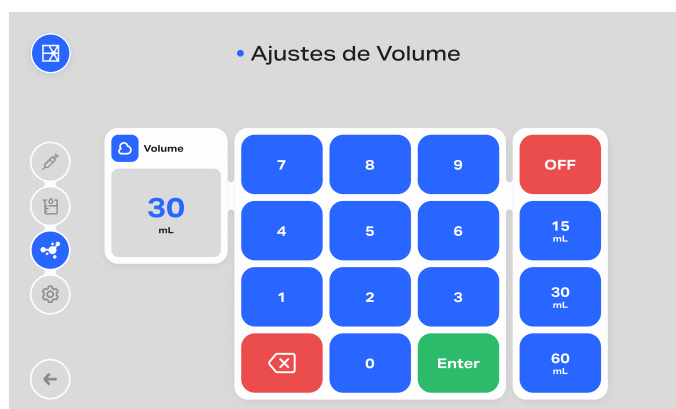 Ajustes de Volume
Volume
30
mL
7 8 9 OFF
4 5 6 15
mL
1 2 3 30
mL
0 Enter 60
mL